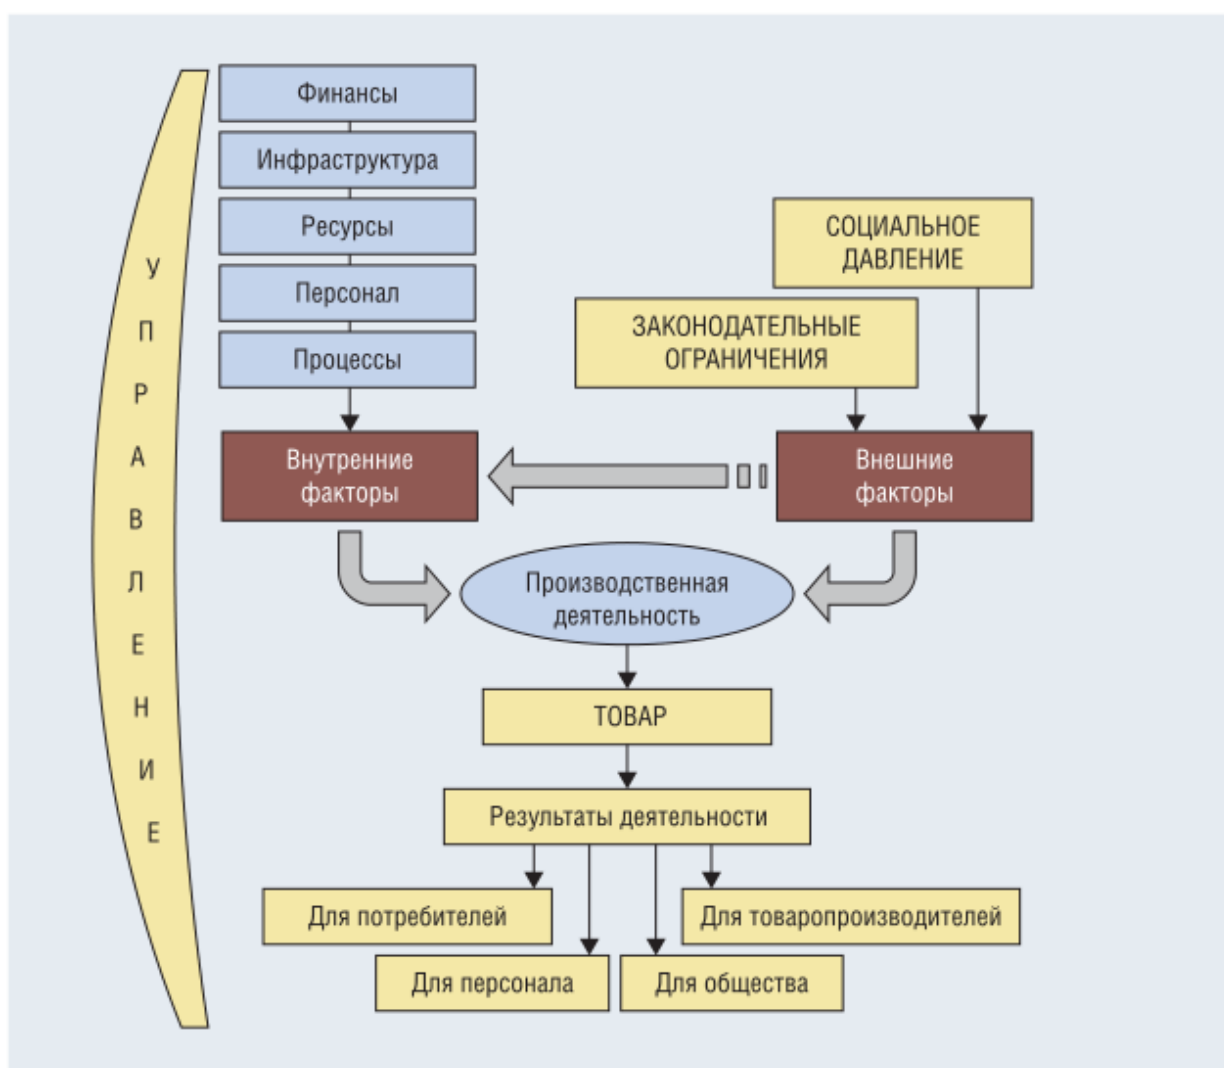 УПРАВЛЕНИЕ
Финансы
Инфраструктура
Ресурсы
Персонал
Процессы
СОЦИАЛЬНОЕ
ДАВЛЕНИЕ
ЗАКОНОДАТЕЛЬНЫЕ
ОГРАНИЧЕНИЯ
Внутренние
факторы
Внешние
факторы
Производственная
деятельность
ТОВАР
Результаты деятельности
Для потребителей
Для товаропроизводителей
Для персонала
Для общества